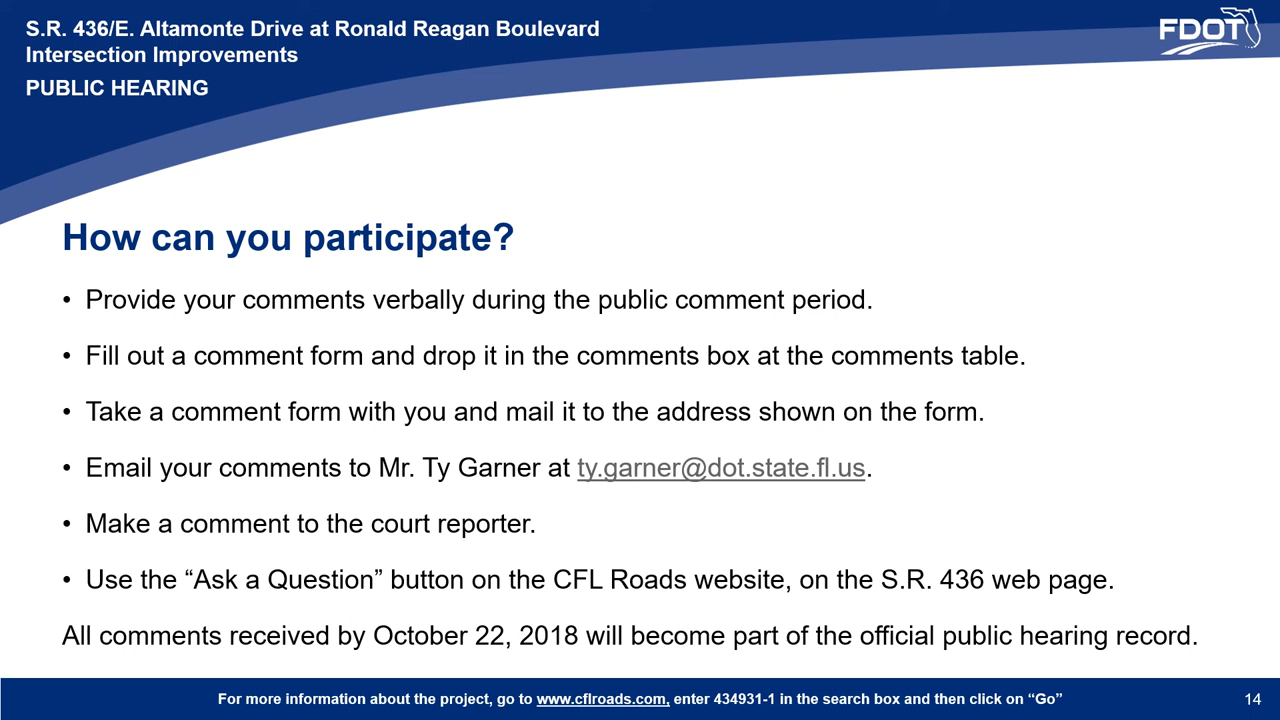 S.R. 436/E. Altamonte Drive at Ronald Reagan Boulevard
Intersection Improvements
PUBLIC HEARING
FDOT
How can you participate?
• Provide your comments verbally during the public comment period.
• Fill out a comment form and drop it in the comments box at the comments table.
• Take a comment form with you and mail it to the address shown on the form.
• Email your comments to Mr. Ty Garner at ty.garner@dot.state.fl.us.
• Make a comment to the court reporter.
• Use the “Ask a Question” button on the CFL Roads website, on the S.R. 436 web page.
All comments received by October 22, 2018 will become part of the official public hearing record.
For more information about the project, go to www.cflroads.com, enter 434931-1 in the search box and then click on “Go”
14